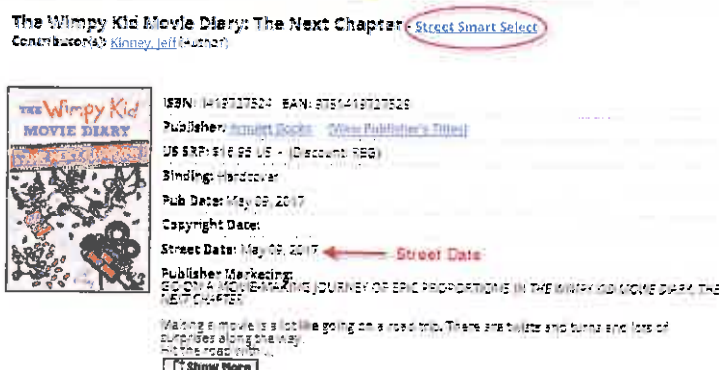 The Wimpy Kid Movie Diary: The Next Chapter - Street Smart Select
Contributor(s): Kinney, Jeff (Author)
THE Wimpy Kid
MOVIE DIARY
ISBN: 1419727524 EAN: 9781419727528
Publisher: Amulet Books (View Publisher's Titles)
US SRP: $16.95 US - (Discount: REG)
Binding: Hardcover
Pub Date: May 09, 2017
Copyright Date:
Street Date: May 09, 2017 Street Date
Publisher Marketing:
GO ON A MOVIE-MAKING JOURNEY OF EPIC PROPORTIONS IN THE WIMPY KID MOVIE DIARY: THE
NEXT CHAPTER
Making a movie is a lot like going on a road trip. There are twists and turns and lots of
surprises along the way.
Hit the road with ...
Show More